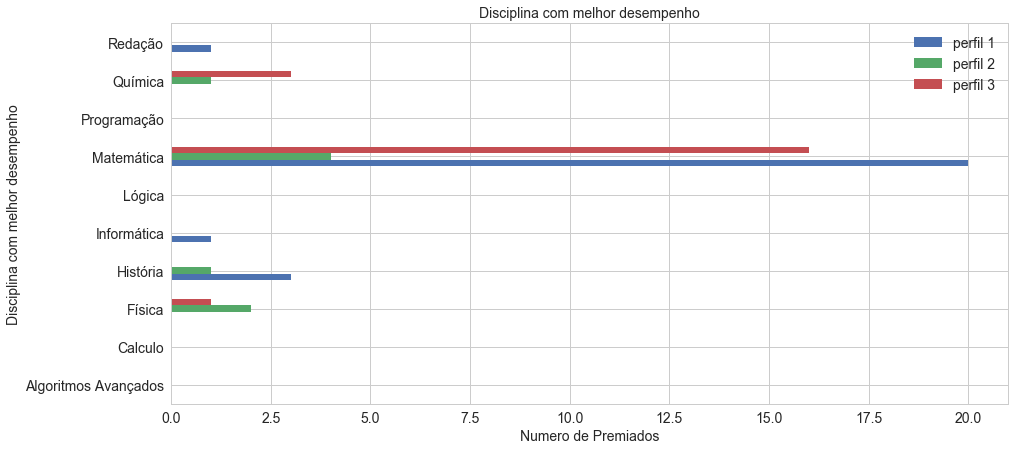 Disciplina com melhor desempenho
perfil 1
perfil 2
perfil 3
Disciplina com melhor desempenho
Redação
Química
Programação
Matemática
Lógica
Informática
História
Física
Calculo
Algoritmos Avançados
0.0 2.5 5.0 7.5 10.0 12.5 15.0 17.5 20.0
Numero de Premiados